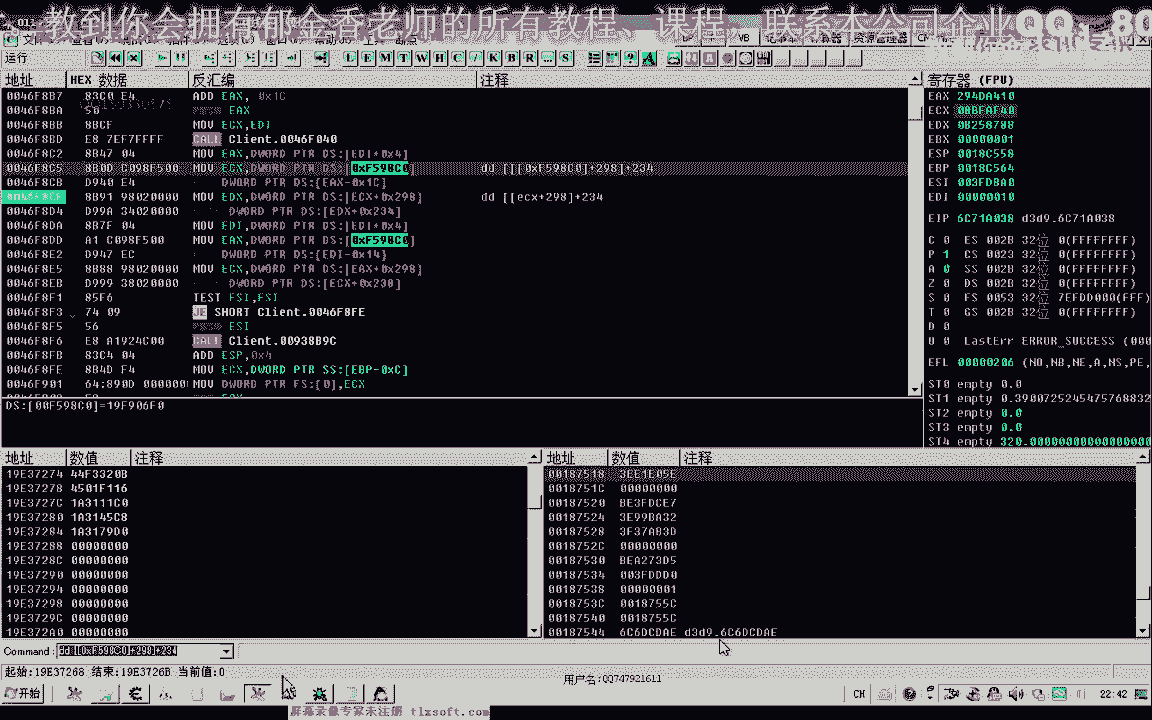 教到你会拥有郁金香老师的所有教程、课程，联系本公司企业QQ：80
运行
L E M T W H C / K B R ... S
地址 HEX 数据 反汇编 注释
0046F8B7 83C0 E4 ADD EAX, 0x1C
0046F8BA 50 EAX
0046F8BB 8BCF MOV ECX,EDI
0046F8BD E8 7EF7FFFF CALL Client.0046F040
0046F8C2 8B47 04 MOV EAX,DWORD PTR DS:[EDI+0x4]
0046F8C5 8B0D C098F500 MOV ECX,DWORD PTR DS:[0xF598C0] dd [[[0xF598C0]+298]+234
0046F8CB D940 E4 DWORD PTR DS:[EAX-0x1C]
8B91 98020000 MOV EDX,DWORD PTR DS:[ECX+0x298] dd [[ecx+298]+234
0046F8D4 D99A 34020000 DWORD PTR DS:[EDX+0x234]
0046F8DA 8B7F 04 MOV EDI,DWORD PTR DS:[EDI+0x4]
0046F8DD A1 C098F500 MOV EAX,DWORD PTR DS:[0xF598C0]
0046F8E2 D947 EC DWORD PTR DS:[EDI-0x14]
0046F8E5 8B88 98020000 MOV ECX,DWORD PTR DS:[EAX+0x298]
0046F8EB D999 38020000 DWORD PTR DS:[ECX+0x238]
0046F8F1 85F6 TEST ESI,ESI
0046F8F3 74 09 JE SHORT Client.0046F8FE
0046F8F5 56 ESI
0046F8F6 E8 A1924C00 CALL Client.00938B9C
0046F8FB 83C4 04 ADD ESP,0x4
0046F8FE 8B4D F4 MOV ECX,DWORD PTR SS:[EBP-0xC]
0046F901 64:890D 0000000 MOV DWORD PTR FS:[0],ECX
DS:[00F598C0]=19F906F0
寄存器 (FPU)
EAX 294DA410
ECX 00BFAF40
EDX 0B258788
EBX 00000001
ESP 0018C558
EBP 0018C564
ESI 003FDBA0
EDI 00000010
EIP 6C71A038 d3d9.6C71A038
C 0 ES 002B 32位 0(FFFFFFFF)
P 1 CS 0023 32位 0(FFFFFFFF)
A 0 SS 002B 32位 0(FFFFFFFF)
Z 0 DS 002B 32位 0(FFFFFFFF)
S 0 FS 0053 32位 7EFDD000(FFF)
T 0 GS 002B 32位 0(FFFFFFFF)
D 0
O 0 LastErr ERROR_SUCCESS (000
EFL 00000206 (NO,NB,NE,A,NS,PE,
ST0 empty 0.0
ST1 empty 0.3900725245475768832
ST2 empty 0.0
ST3 empty 0.0
ST4 empty 320.0000000000000000
地址 数值 注释
19E37274 44F3320B
19E37278 4501F116
19E3727C 1A3111C0
19E37280 1A3145C8
19E37284 1A3179D0
19E37288 00000000
19E3728C 00000000
19E37290 00000000
19E37294 00000000
19E37298 00000000
19E3729C 00000000
19E372A0 00000000
地址 数值 注释
00187518 3EE1E05E
0018751C 00000000
00187520 BE3FDCE7
00187524 3E99BA32
00187528 3F37AB3D
0018752C 00000000
00187530 BEA273D5
00187534 003FDDD0
00187538 00000001
0018753C 0018755C
00187540 0018755C
00187544 6C6DCDAE d3d9.6C6DCDAE
Command: dd [[0xF598C0]+298]+234
起始:19E37268 结束:19E3726B 当前值:0
用户名:QQ747921611
开始
CH
22:42
屏幕录像专家未注册 tlxsoft.com